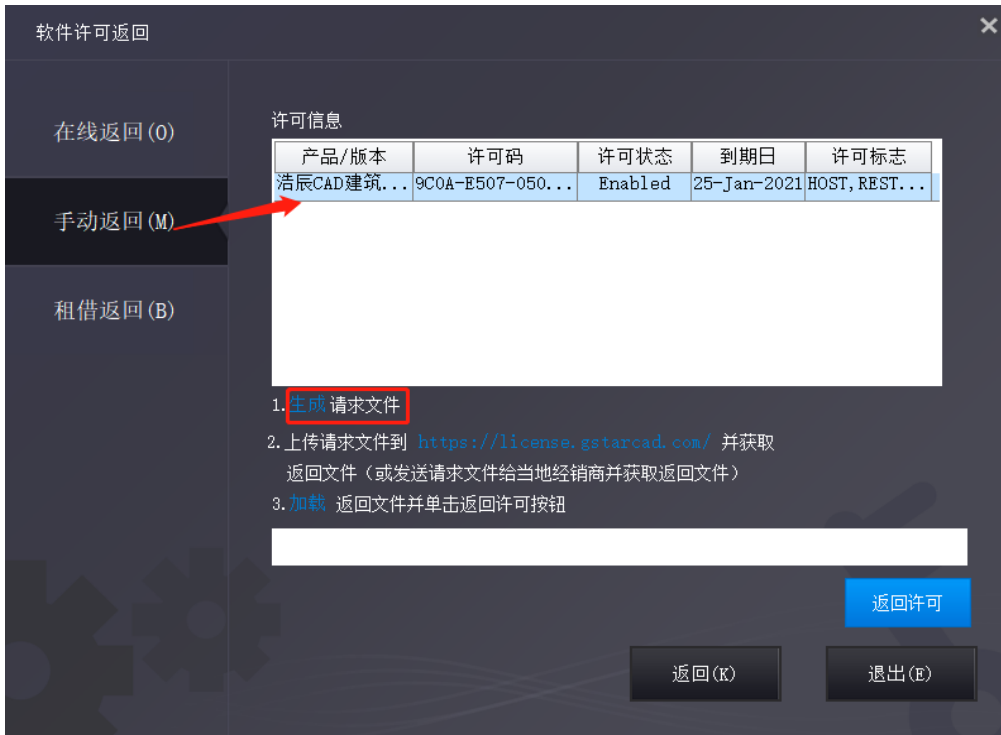 软件许可返回
在线返回(O)
手动返回(M)
租借返回(B)
许可信息
产品/版本 许可码 许可状态 到期日 许可标志
浩辰CAD建筑... 9C0A-E507-050... Enabled 25-Jan-2021 HOST,REST...
1.生成 请求文件
2.上传请求文件到 https://license.gstarcad.com/ 并获取
返回文件（或发送请求文件给当地经销商并获取返回文件）
3.加载 返回文件并单击返回许可按钮
返回许可
返回(K) 退出(E)